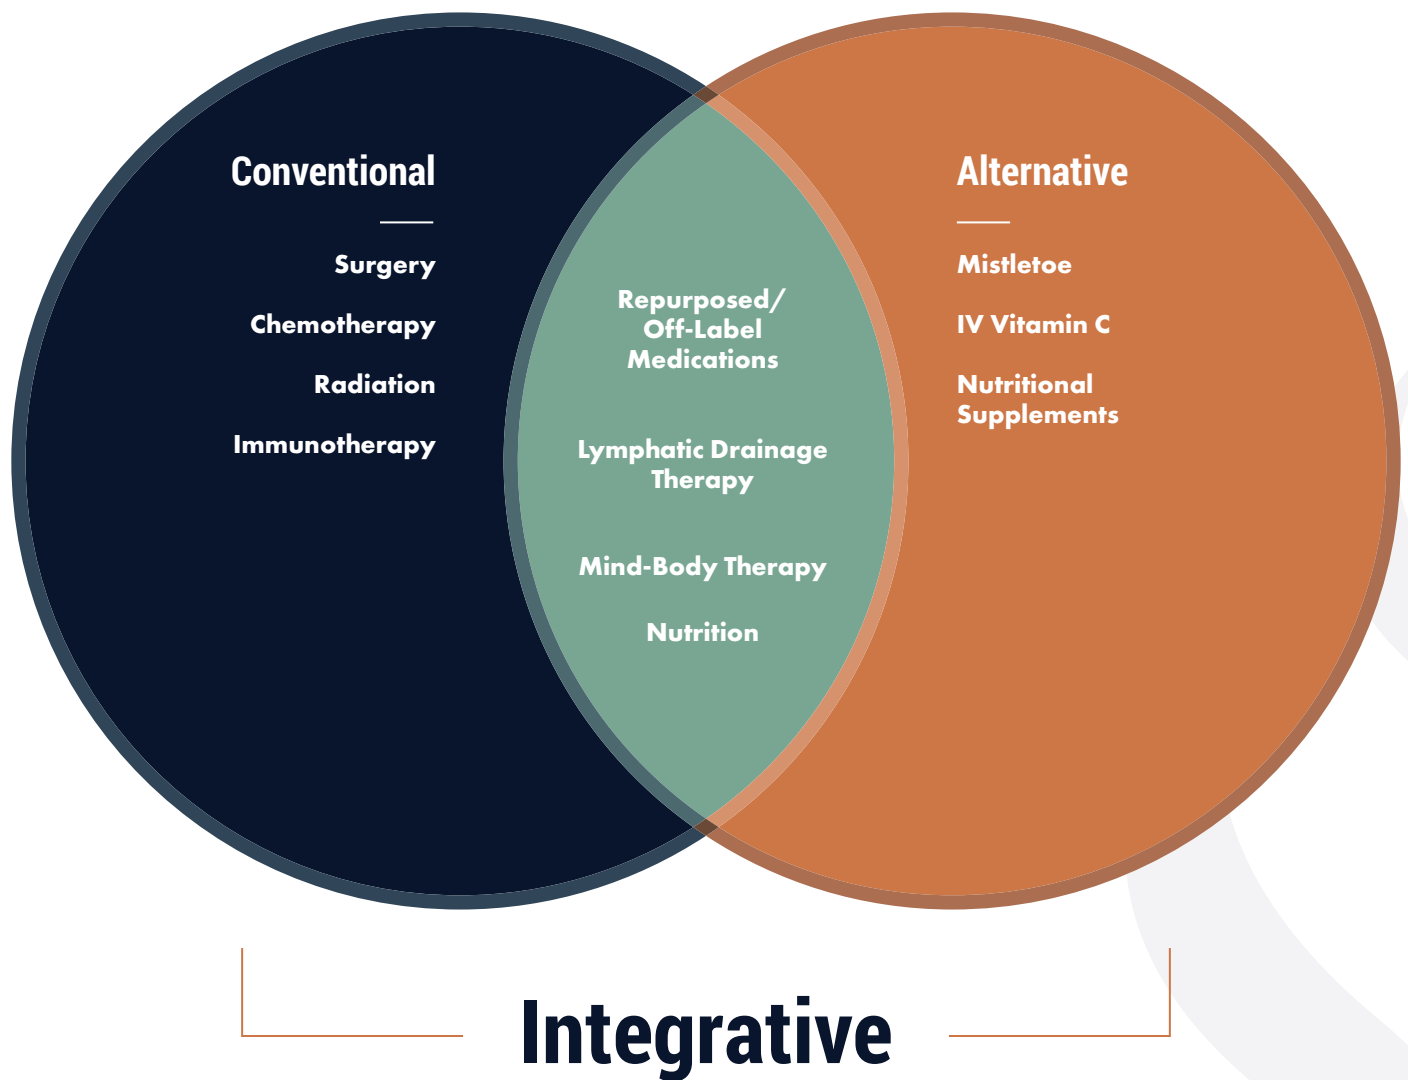 Conventional
Surgery
Chemotherapy
Radiation
Immunotherapy
Repurposed/
Off-Label
Medications
Lymphatic Drainage
Therapy
Mind-Body Therapy
Nutrition
Alternative
Mistletoe
IV Vitamin C
Nutritional
Supplements
Integrative